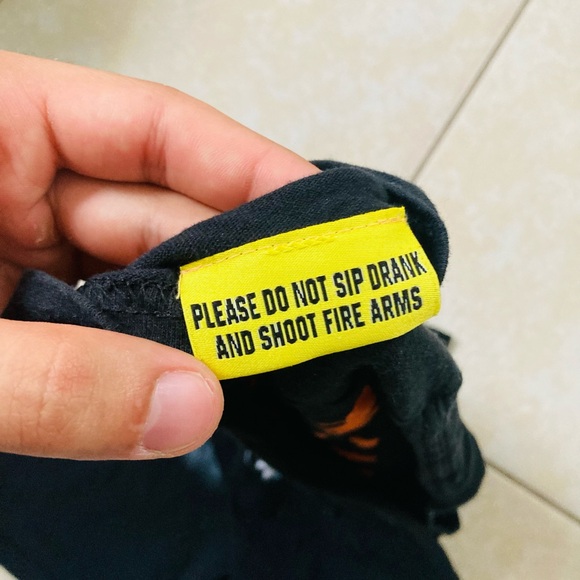 PLEASE DO NOT SIP DRANK
AND SHOOT FIRE ARMS